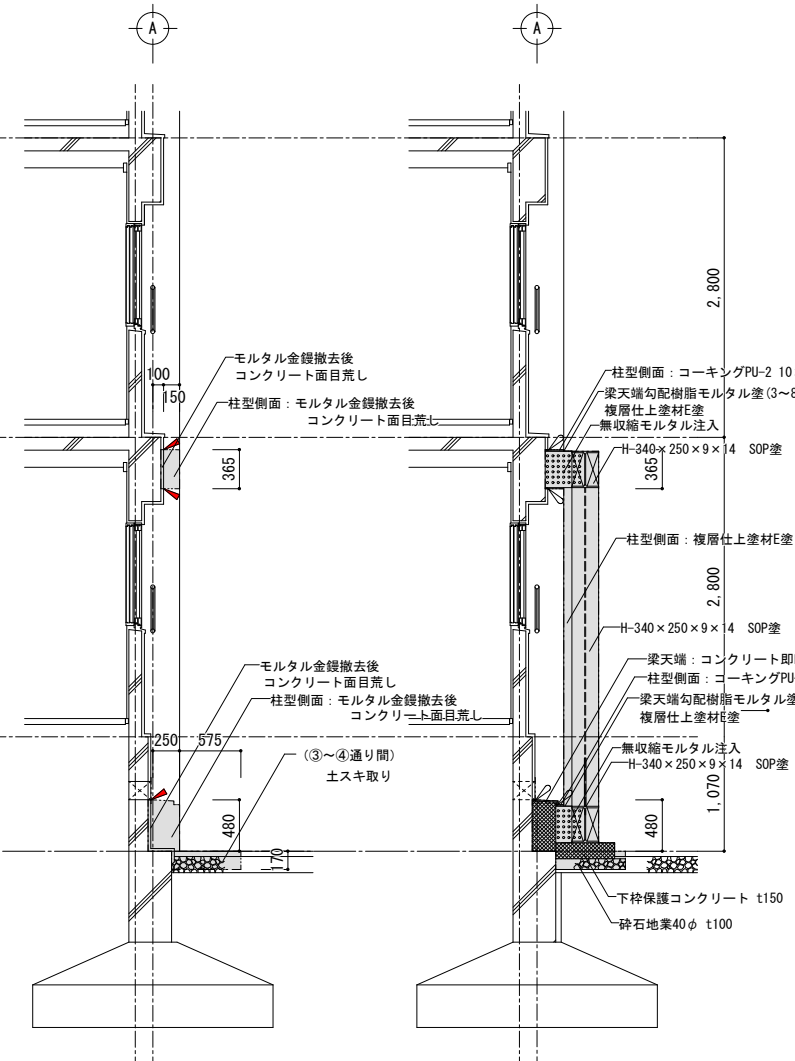 A
A
モルタル金鏝撤去後
コンクリート面目荒し
100
150
柱型側面：モルタル金鏝撤去後
コンクリート面目荒し
365
モルタル金鏝撤去後
コンクリート面目荒し
柱型側面：モルタル金鏝撤去後
コンクリート面目荒し
250
575
（③〜④通り間）
土スキ取り
480
170
2,800
柱型側面：コーキングPU-2 10
梁天端勾配樹脂モルタル塗(3〜8
複層仕上塗材E塗
無収縮モルタル注入
H-340×250×9×14 SOP塗
365
柱型側面：複層仕上塗材E塗
2,800
H-340×250×9×14 SOP塗
梁天端：コンクリート即
柱型側面：コーキングPU-
梁天端勾配樹脂モルタル塗
複層仕上塗材E塗
無収縮モルタル注入
H-340×250×9×14 SOP塗
1,070
480
下枠保護コンクリート t150
砕石地業40φ t100